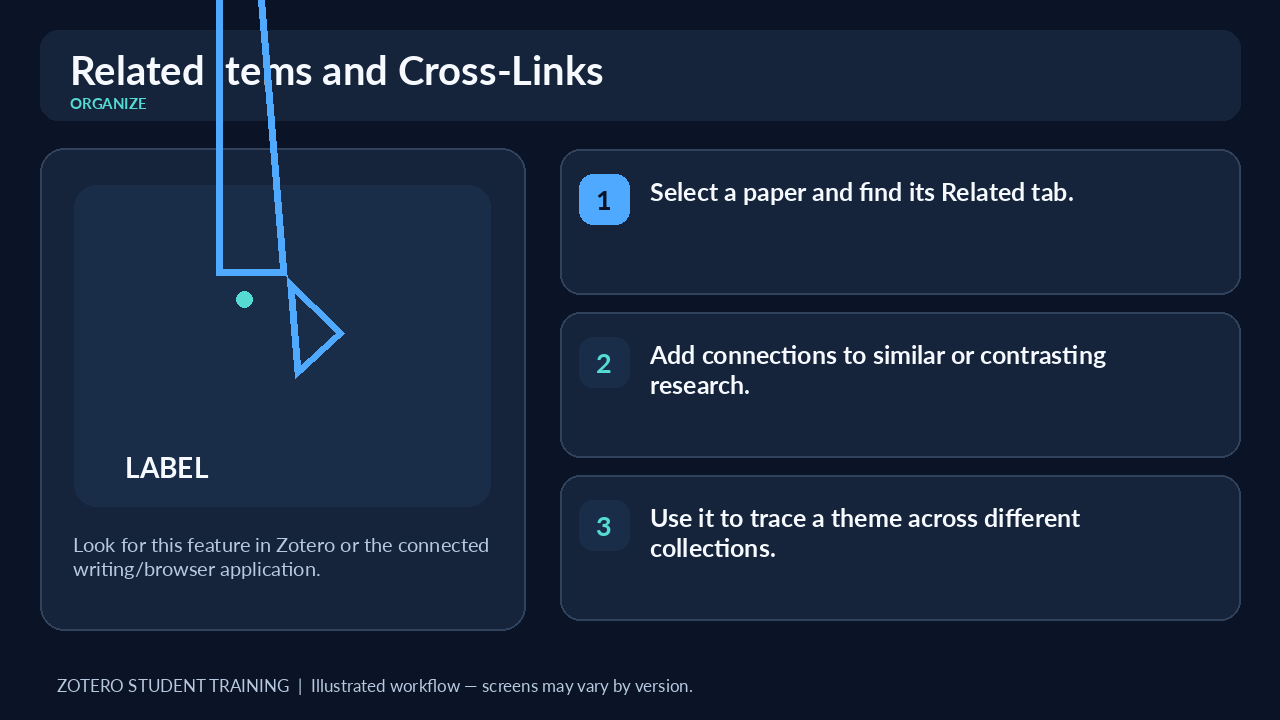 Related Items and Cross-Links
ORGANIZE
LABEL
Look for this feature in Zotero or the connected
writing/browser application.
1
Select a paper and find its Related tab.
2
Add connections to similar or contrasting
research.
3
Use it to trace a theme across different
collections.
ZOTERO STUDENT TRAINING | Illustrated workflow — screens may vary by version.